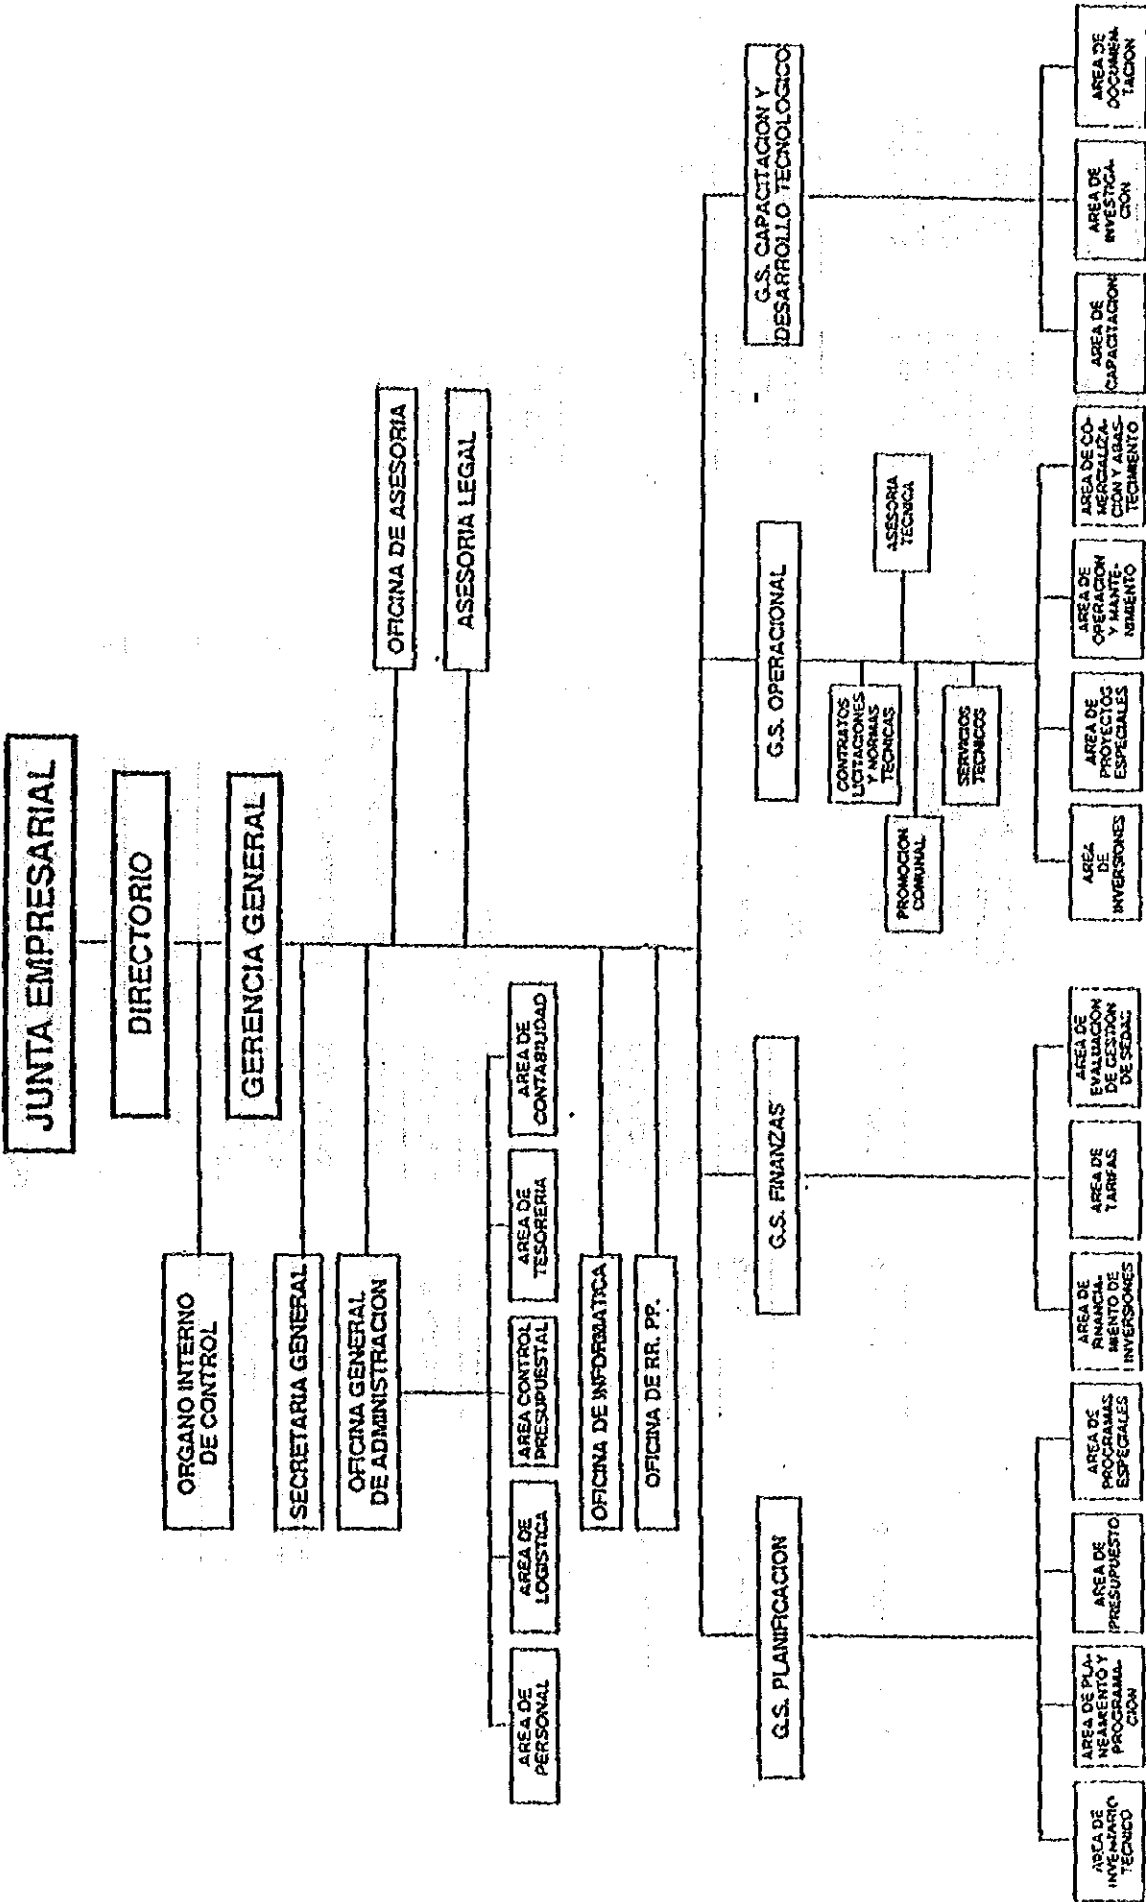 JUNTA EMPRESARIAL
DIRECTORIO
ORGANO INTERNO
DE CONTROL
GERENCIA GENERAL
SECRETARIA GENERAL
OFICINA GENERAL
DE ADMINISTRACION
OFICINA DE ASESORIA
ASESORIA LEGAL
AREA DE
PERSONAL
AREA DE
LOGISTICA
AREA CONTROL
PRESUPUESTAL
AREA DE
TESORERIA
AREA DE
CONTABILIDAD
OFICINA DE INFORMATICA
OFICINA DE RR. PP.
G.S. PLANIFICACION
G.S. FINANZAS
G.S. OPERACIONAL
G.S. CAPACITACION Y
DESARROLLO TECNOLOGICO
CONTRATOS
LICITACIONES
Y NORMAS
TECNICAS
ASESORIA
TECNICA
PROMOCION
COMUNAL
SERVICIOS
TECNICOS
AREA DE
INVENTARIO
TECNICO
AREA DE PLA-
NEAMIENTO Y
PROGRAMA-
CION
AREA DE
PRESUPUESTO
AREA DE
PROGRAMAS
ESPECIALES
AREA DE
FINANCIA-
MIENTO DE
INVERSIONES
AREA DE
TARIFAS
AREA DE
EVALUACION
DE GESTION
DE SEDAS
AREA
DE
INVERSIONES
AREA DE
PROYECTOS
ESPECIALES
AREA DE
OPERACION
Y MANTE-
NIMIENTO
AREA DE CO-
MERCIALIZA-
CION Y ABAS-
TECIMIENTO
AREA DE
CAPACITACION
AREA DE
INVESTIGA-
CION
AREA DE
DOCUMEN-
TACION